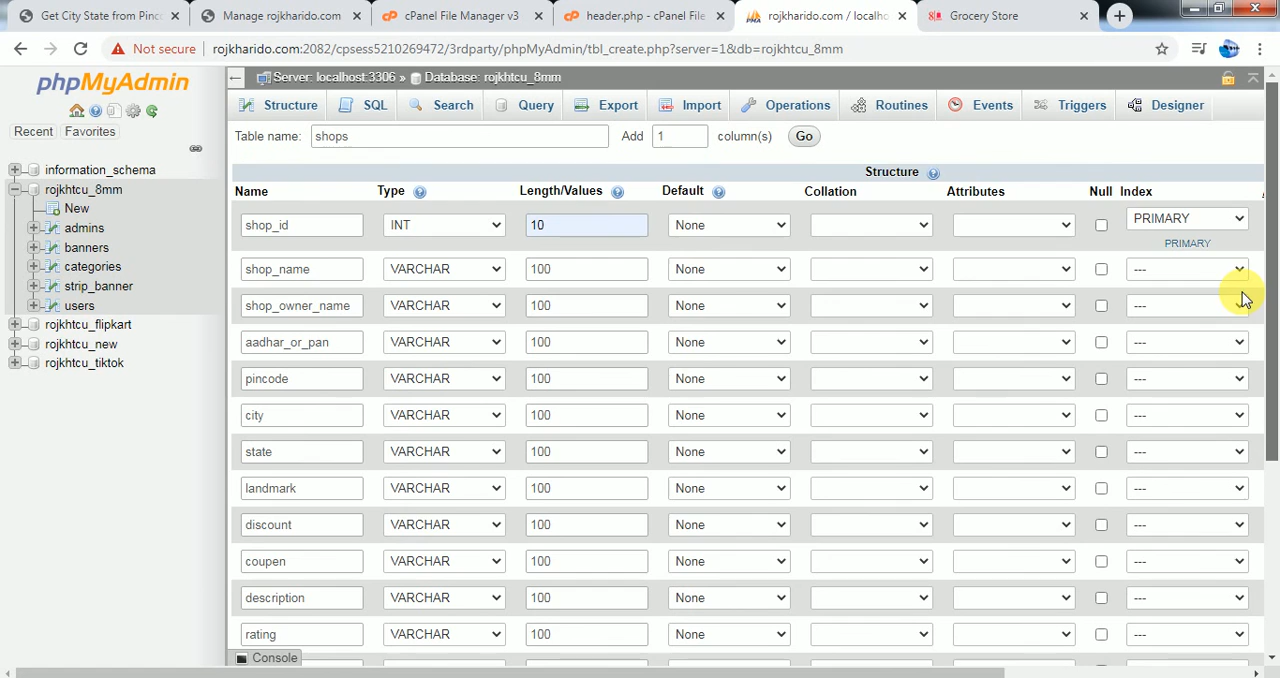 Get City State from Pinco
Manage rojkharido.com
cPanel File Manager v3
header.php - cPanel File
rojkharido.com / localho
Grocery Store
Not secure
rojkharido.com:2082/cpsess5210269472/3rdparty/phpMyAdmin/tbl_create.php?server=1&db=rojkhtcu_8mm
phpMyAdmin
Recent Favorites
information_schema
rojkhtcu_8mm
New
admins
banners
categories
strip_banner
users
rojkhtcu_flipkart
rojkhtcu_new
rojkhtcu_tiktok
Server: localhost:3306 » Database: rojkhtcu_8mm
Structure SQL Search Query Export Import Operations Routines Events Triggers Designer
Table name: shops Add 1 column(s) Go
Structure
Name Type Length/Values Default Collation Attributes Null Index
shop_id INT 10 None PRIMARY
PRIMARY
shop_name VARCHAR 100 None ---
shop_owner_name VARCHAR 100 None ---
aadhar_or_pan VARCHAR 100 None ---
pincode VARCHAR 100 None ---
city VARCHAR 100 None ---
state VARCHAR 100 None ---
landmark VARCHAR 100 None ---
discount VARCHAR 100 None ---
coupen VARCHAR 100 None ---
description VARCHAR 100 None ---
rating VARCHAR 100 None ---
Console